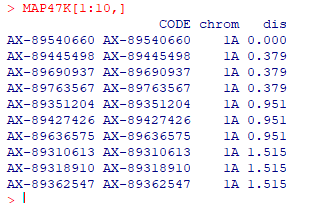 > MAP47K[1:10,]
CODE chrom dis
AX-89540660 AX-89540660 1A 0.000
AX-89445498 AX-89445498 1A 0.379
AX-89690937 AX-89690937 1A 0.379
AX-89763567 AX-89763567 1A 0.379
AX-89351204 AX-89351204 1A 0.951
AX-89427426 AX-89427426 1A 0.951
AX-89636575 AX-89636575 1A 0.951
AX-89310613 AX-89310613 1A 1.515
AX-89318910 AX-89318910 1A 1.515
AX-89362547 AX-89362547 1A 1.515
>